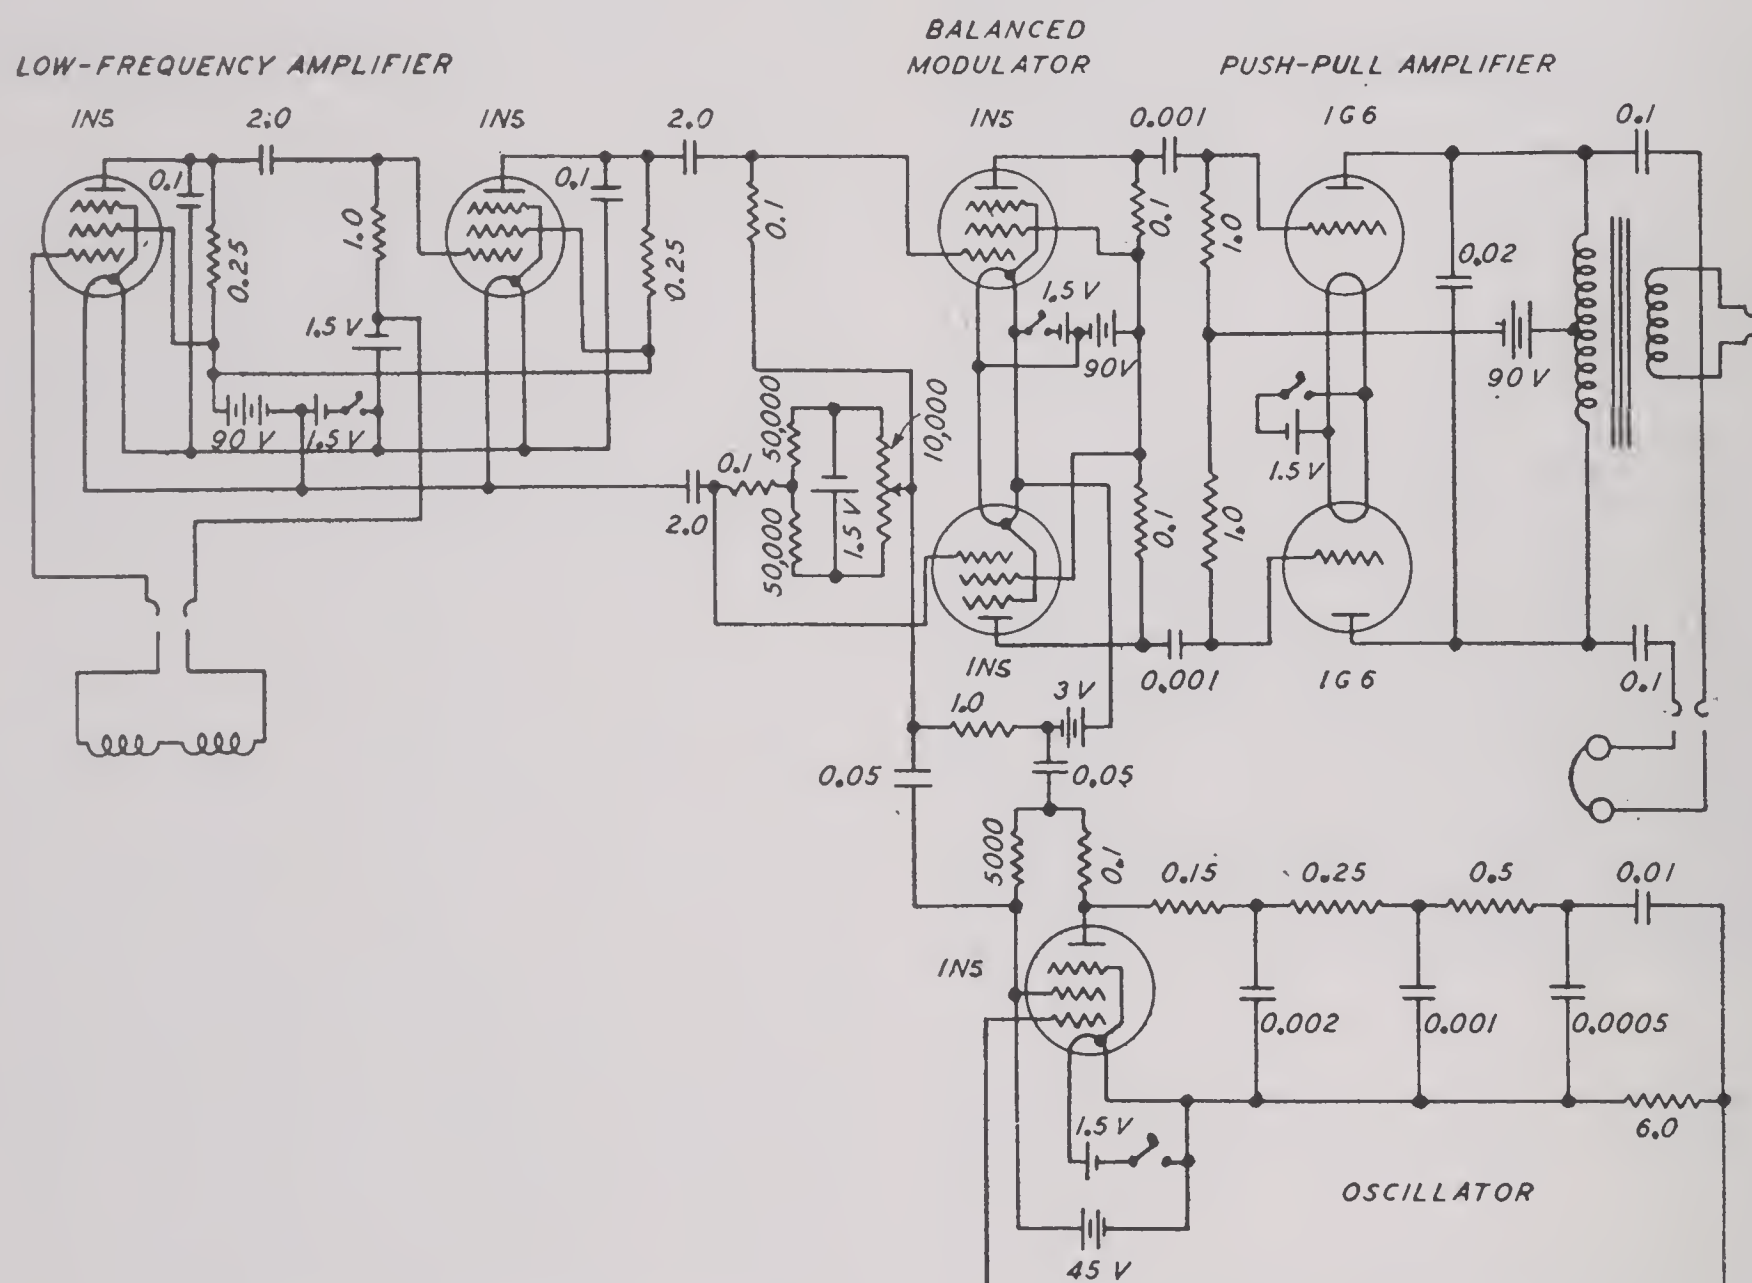 BALANCED
LOW-FREQUENCY AMPLIFIER MODULATOR PUSH-PULL AMPLIFIER
1N5 2.0 1N5 2.0 1N5 0.001 1G6 0.1
0.1 0.1
1.0 0.1 0.1 1.0
0.25 0.25 0.02
1.5 V 1.5 V
90 V 90 V
50,000 10,000
90 V 1.5 V
0.1 1.5 V
2.0 50,000 1.5 V 0.1 1.0
1N5 0.001 1G6 0.1
1.0 3 V
0.05 0.05
5000 0.1 0.15 0.25 0.5 0.01
1N5
0.002 0.001 0.0005
1.5 V 6.0
OSCILLATOR
45 V